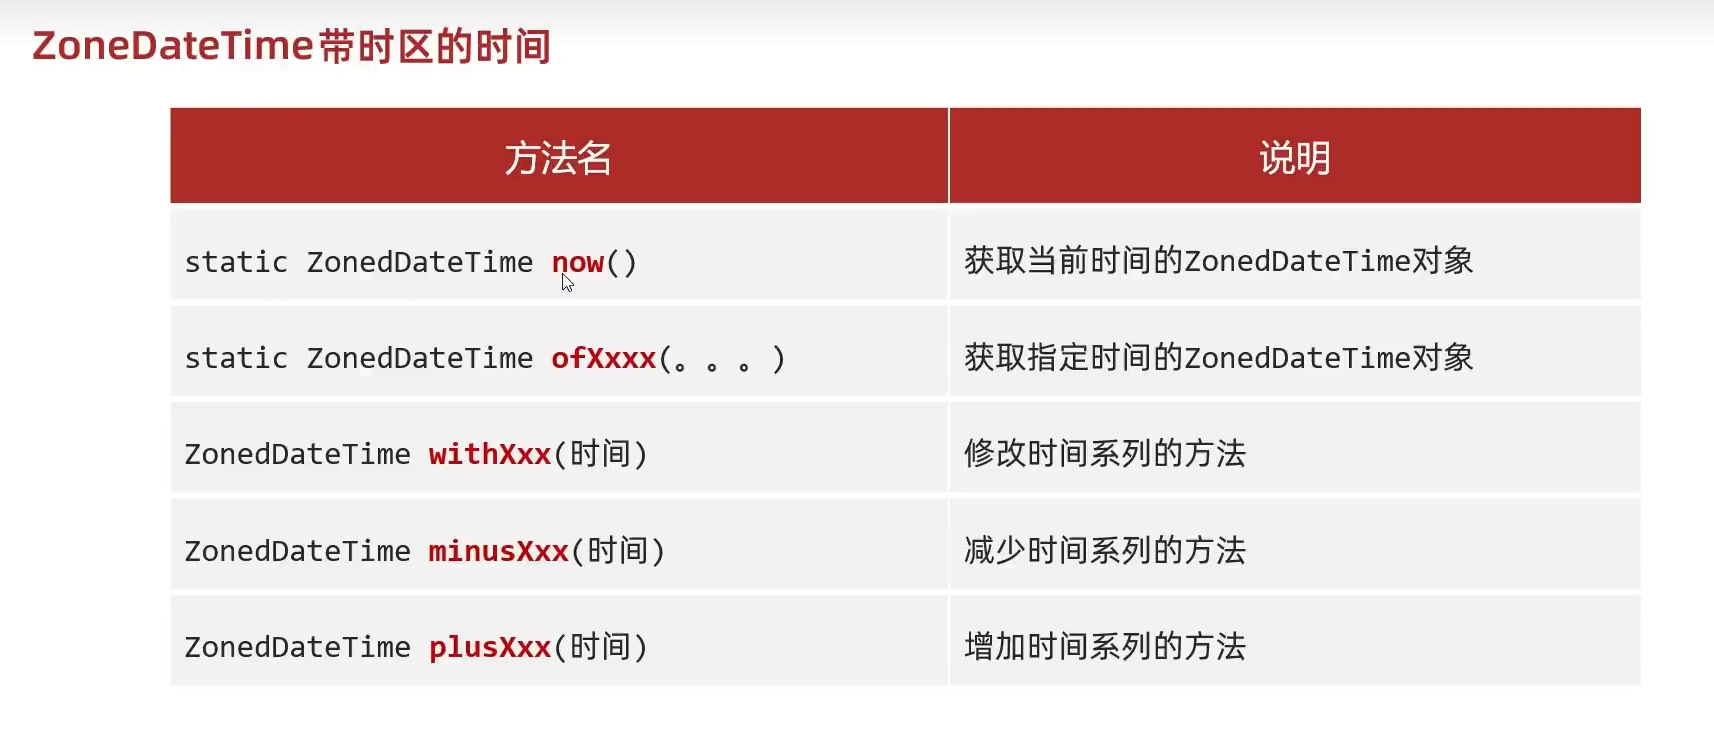 ZoneDateTime带时区的时间
方法名 说明
static ZonedDateTime now() 获取当前时间的ZonedDateTime对象
static ZonedDateTime ofXxxx(。。。) 获取指定时间的ZonedDateTime对象
ZonedDateTime withXxx(时间) 修改时间系列的方法
ZonedDateTime minusXxx(时间) 减少时间系列的方法
ZonedDateTime plusXxx(时间) 增加时间系列的方法